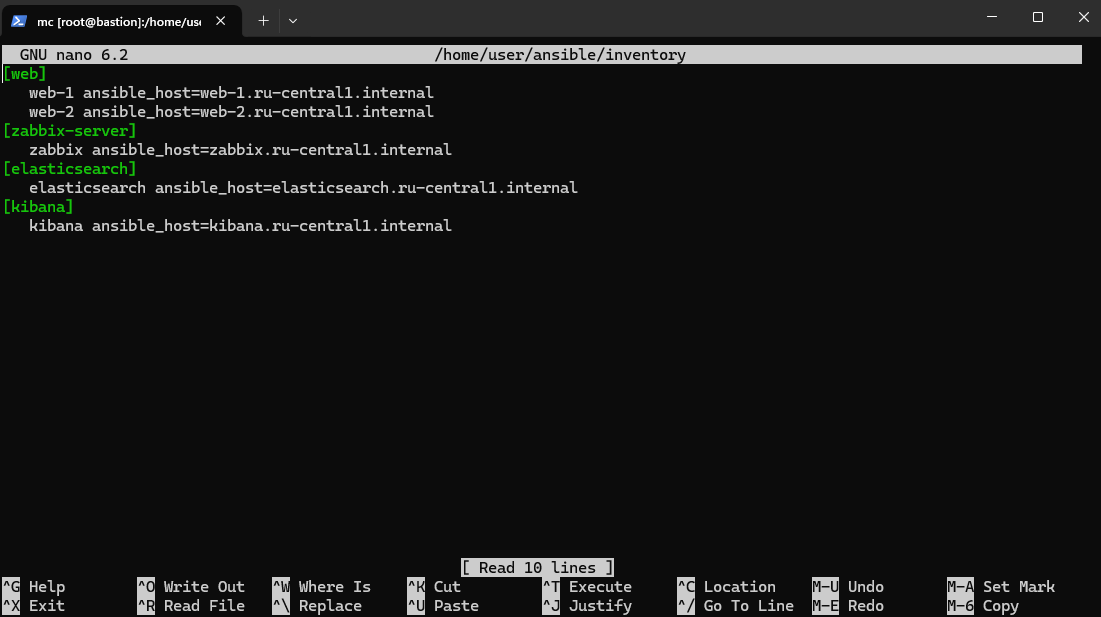 mc [root@bastion]:/home/use
GNU nano 6.2 /home/user/ansible/inventory
[web]
web-1 ansible_host=web-1.ru-central1.internal
web-2 ansible_host=web-2.ru-central1.internal
[zabbix-server]
zabbix ansible_host=zabbix.ru-central1.internal
[elasticsearch]
elasticsearch ansible_host=elasticsearch.ru-central1.internal
[kibana]
kibana ansible_host=kibana.ru-central1.internal
[ Read 10 lines ]
^G Help ^O Write Out ^W Where Is ^K Cut ^T Execute ^C Location M-U Undo M-A Set Mark
^X Exit ^R Read File ^\ Replace ^U Paste ^J Justify ^/ Go To Line M-E Redo M-6 Copy